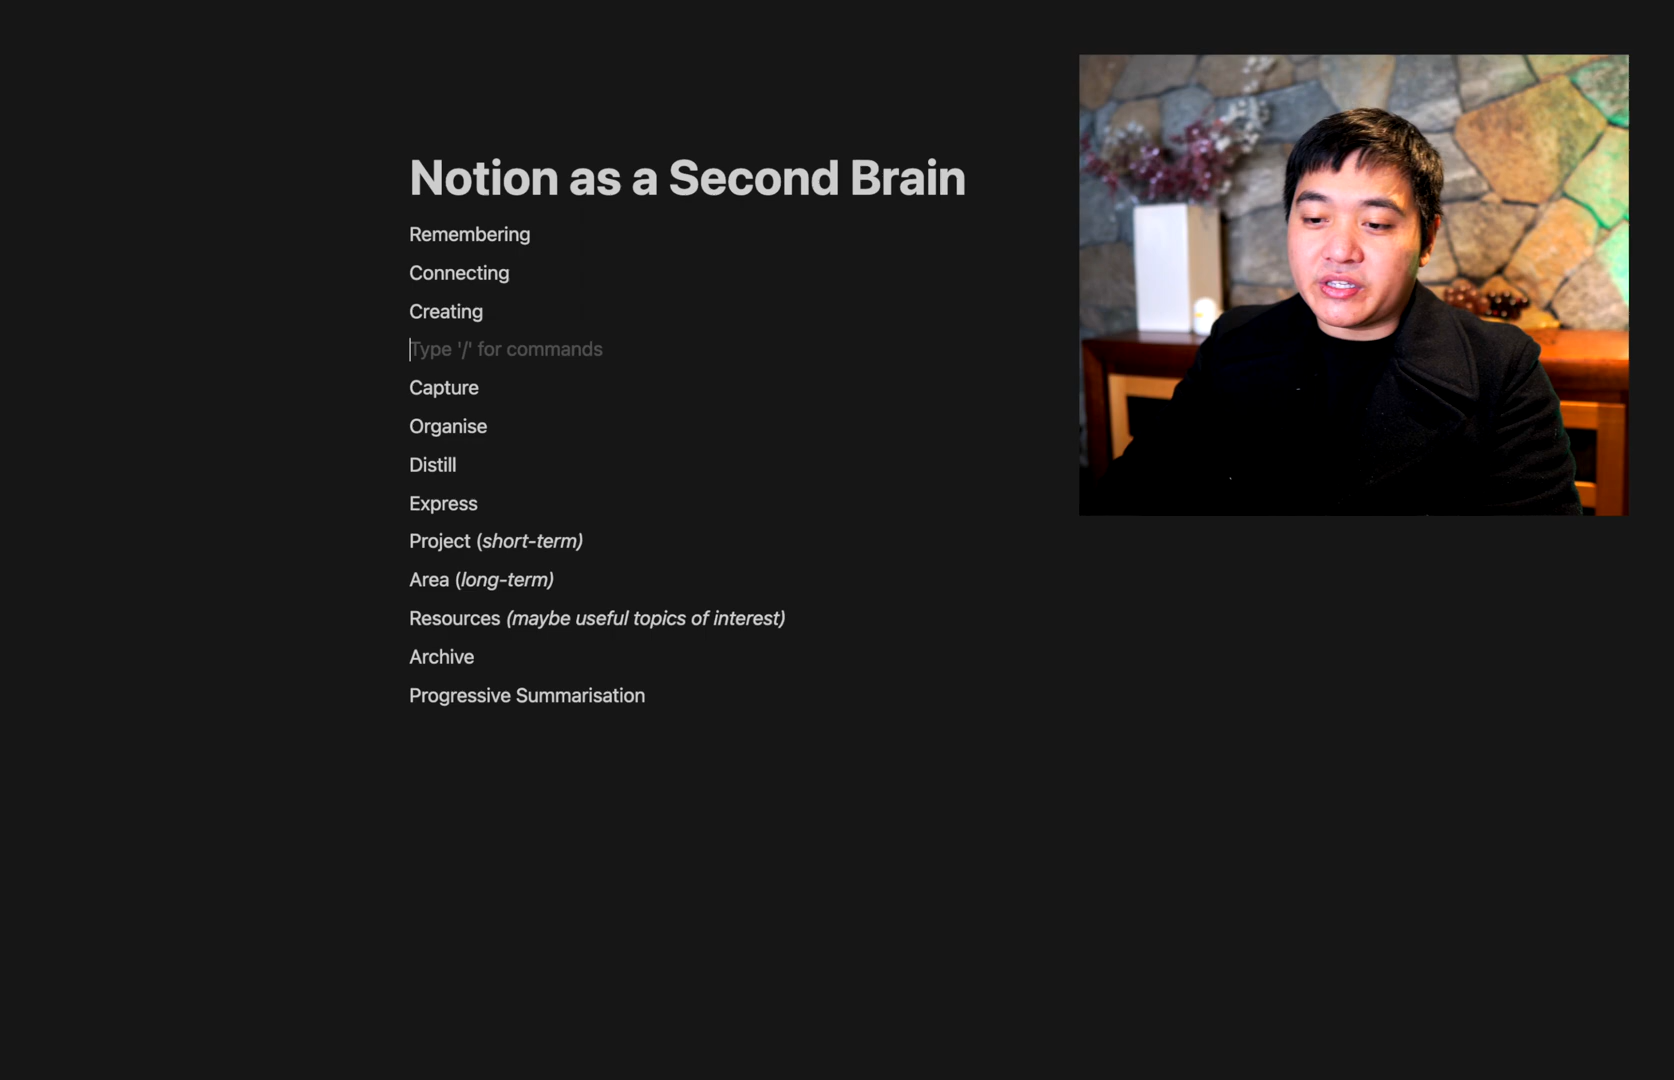 Notion as a Second Brain
Remembering
Connecting
Creating
Type '/' for commands
Capture
Organise
Distill
Express
Project (short-term)
Area (long-term)
Resources (maybe useful topics of interest)
Archive
Progressive Summarisation